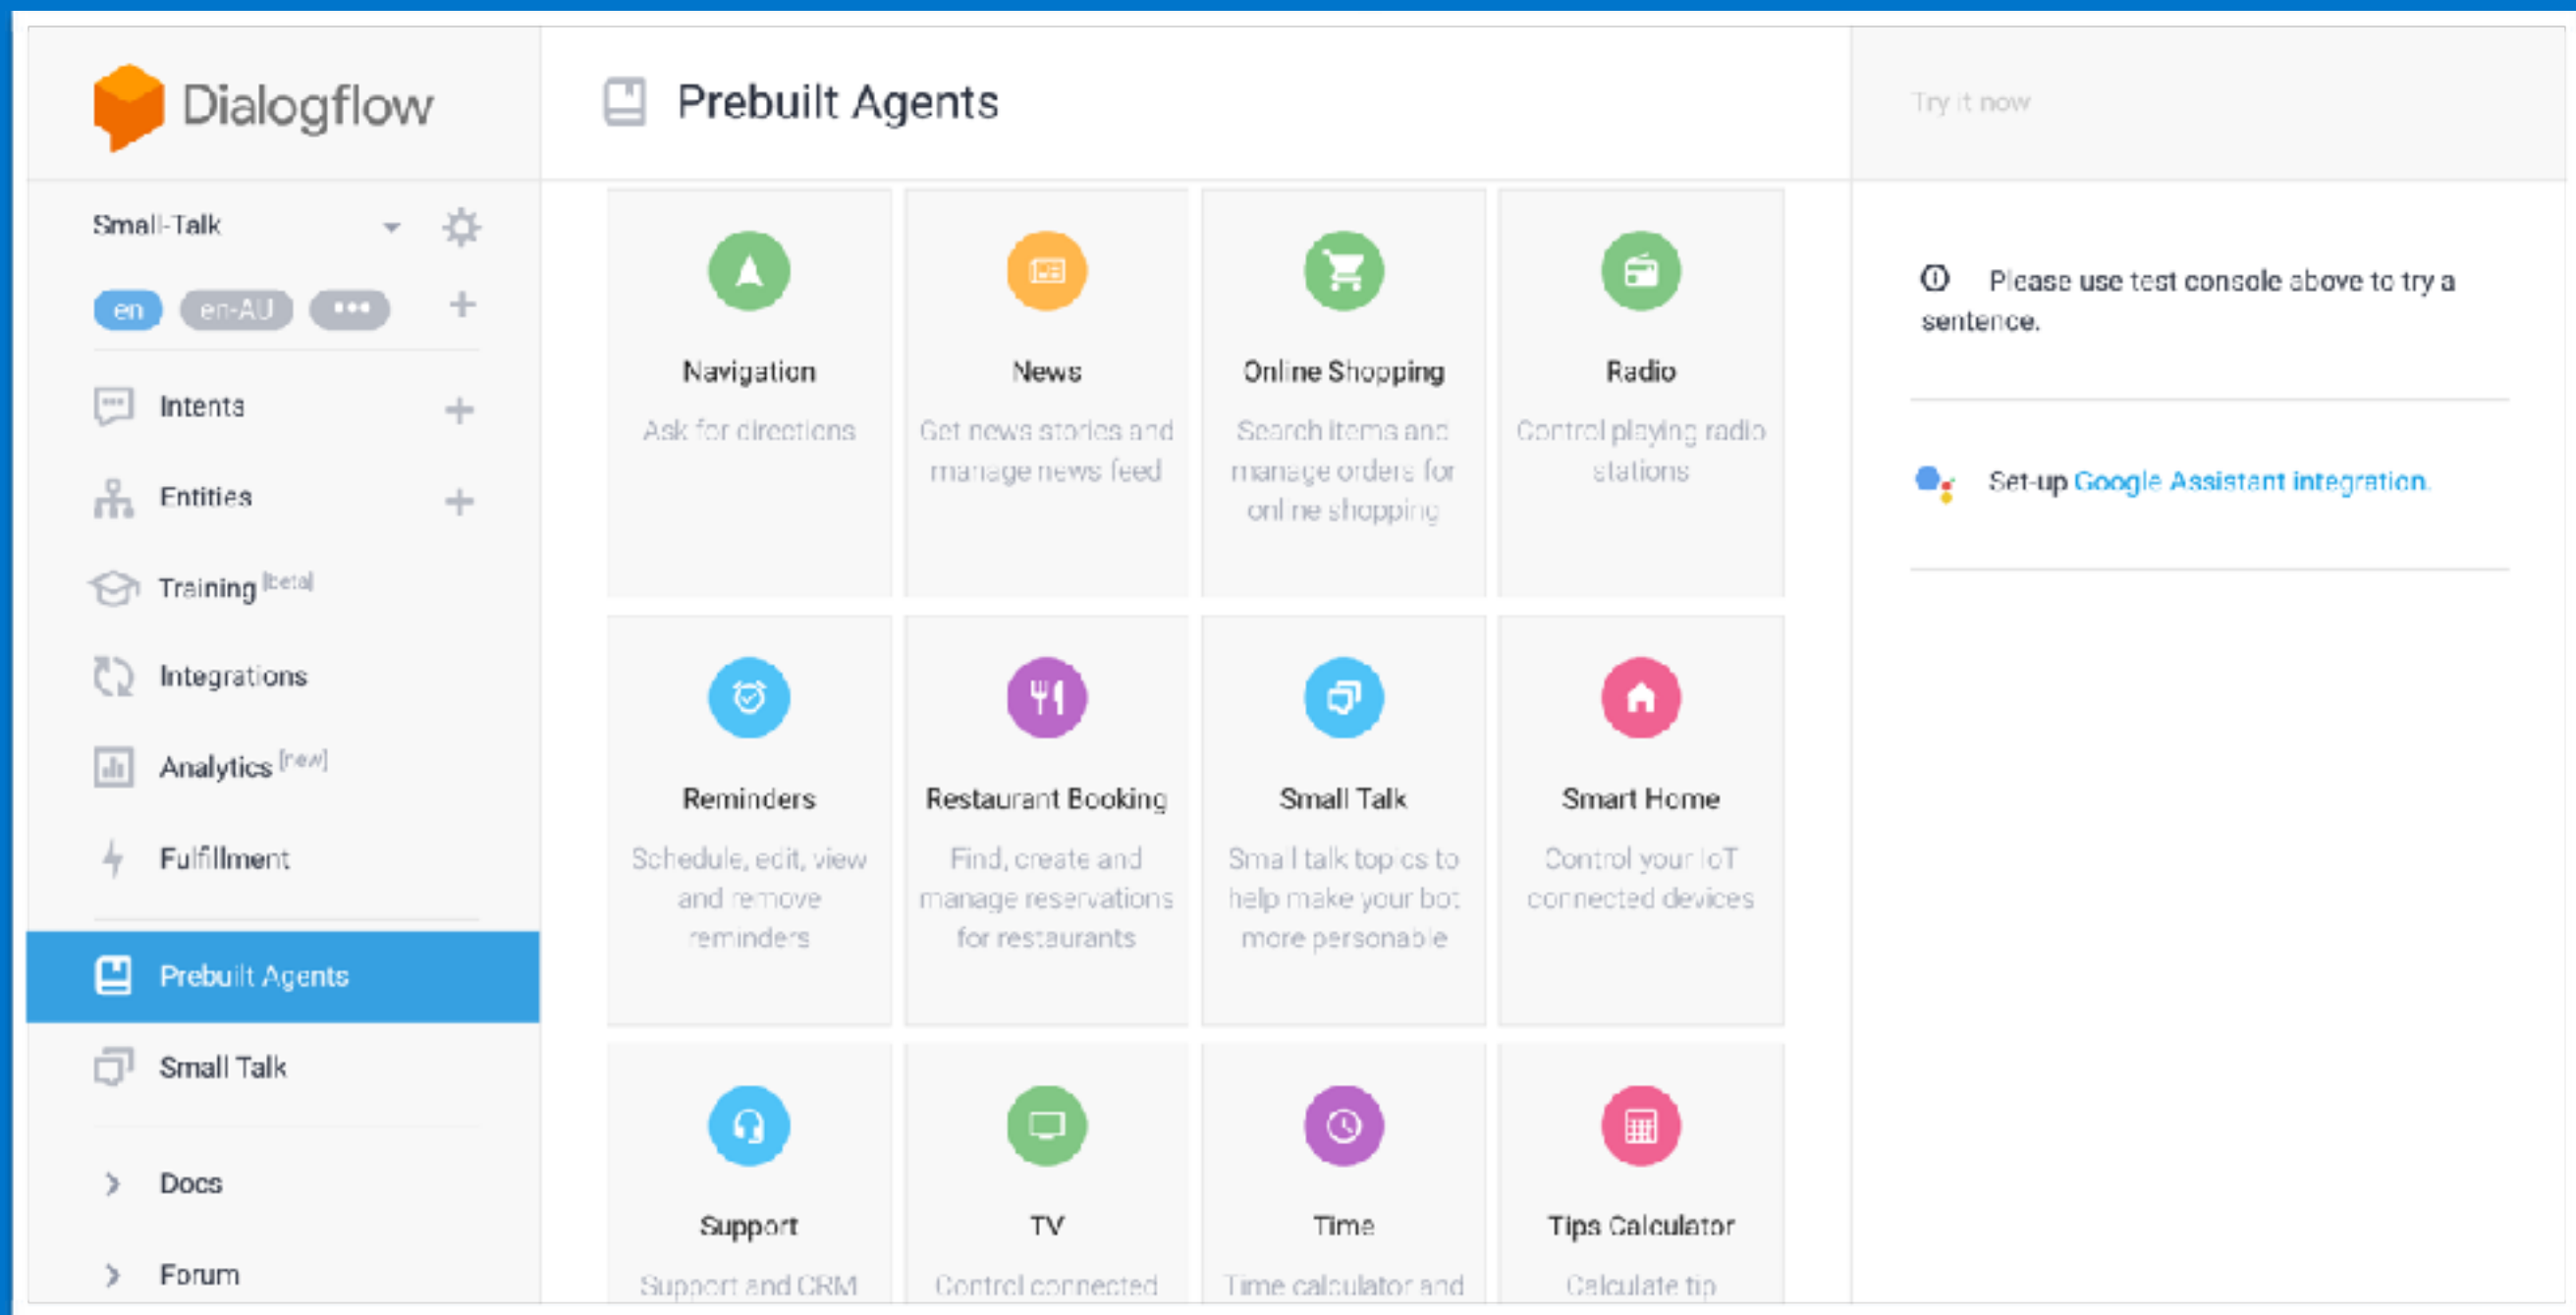 Dialogflow
Small-Talk
en
en-AU
Intents
Entities
Training [beta]
Integrations
Analytics [new]
Fulfillment
Prebuilt Agents
Small Talk
Docs
Forum
Prebuilt Agents
Navigation
Ask for directions
News
Get news stories and
manage news feed
Online Shopping
Search items and
manage orders for
online shopping
Radio
Control playing radio
stations
Reminders
Schedule, edit, view
and remove
reminders
Restaurant Booking
Find, create and
manage reservations
for restaurants
Small Talk
Small talk topics to
help make your bot
more personable
Smart Home
Control your IoT
connected devices
Support
Support and CRM
TV
Control connected
Time
Time calculator and
Tips Calculator
Calculate tip
Try it now
Please use test console above to try a
sentence.
Set-up Google Assistant integration.